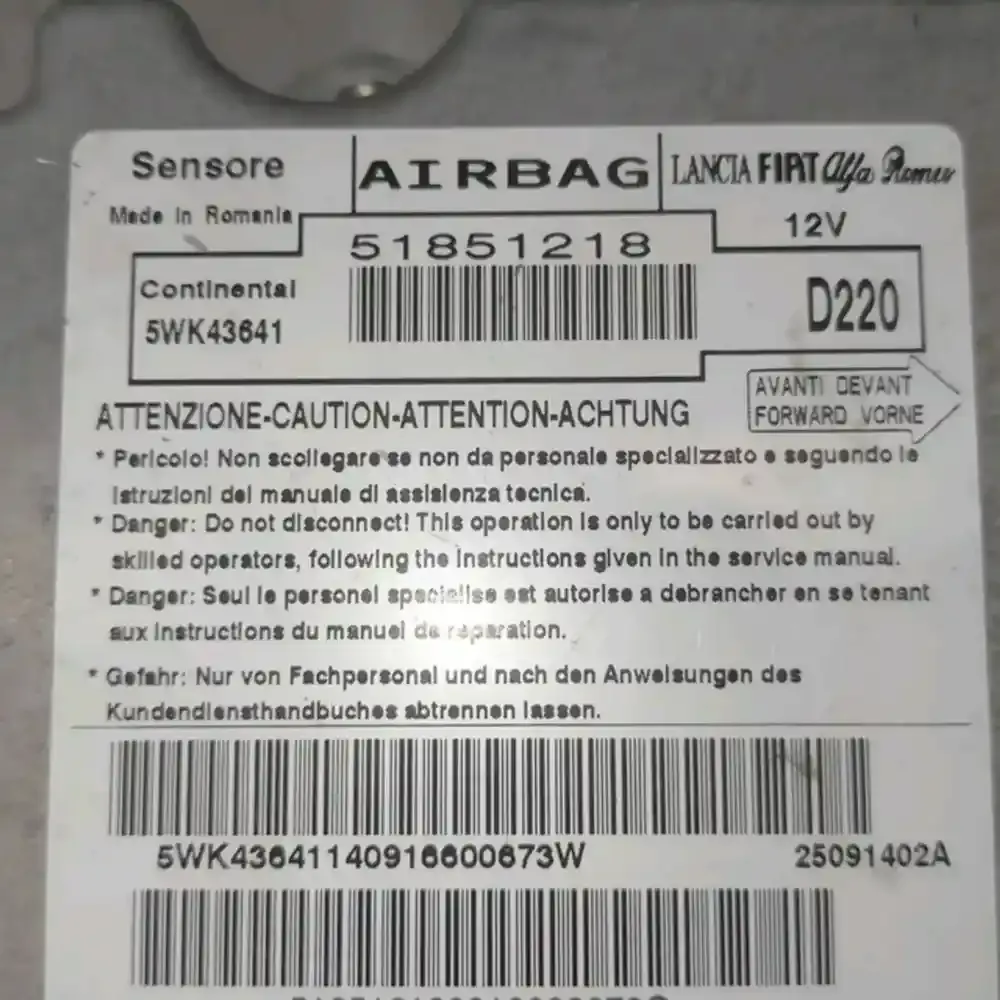 Sensore
AIRBAG
LANCIA FIAT Alfa Romeo
Made In Romania
12V
51851218
Continental
5WK43641
D220
AVANTI DEVANT
FORWARD VORNE
ATTENZIONE-CAUTION-ATTENTION-ACHTUNG
* Pericolo! Non scollegare se non da personale specializzato e seguendo le
istruzioni del manuale di assistenza tecnica.
* Danger: Do not disconnect! This operation is only to be carried out by
skilled operators, following the instructions given in the service manual.
* Danger: Seul le personel specialise est autorise a debrancher en se tenant
aux instructions du manuel de reparation.
* Gefahr: Nur von Fachpersonal und nach den Anweisungen des
Kundendiensthandbuches abtrennen lassen.
5WK43641140916600673W
25091402A